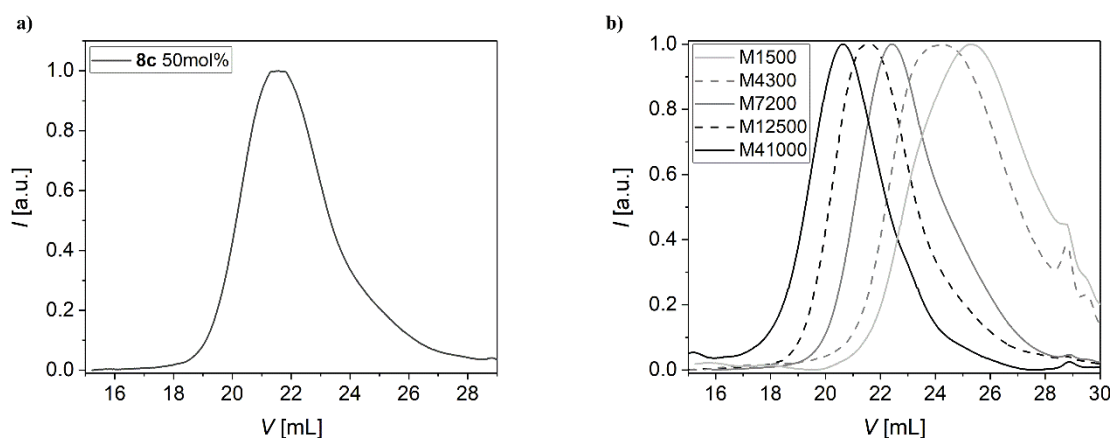 a)
8c 50mol%
1.0
0.8
0.6
0.4
0.2
0.0
I [a.u.]
16 18 20 22 24 26 28
V [mL]
b)
M1500
M4300
M7200
M12500
M41000
1.0
0.8
0.6
0.4
0.2
0.0
I [a.u.]
16 18 20 22 24 26 28 30
V [mL]